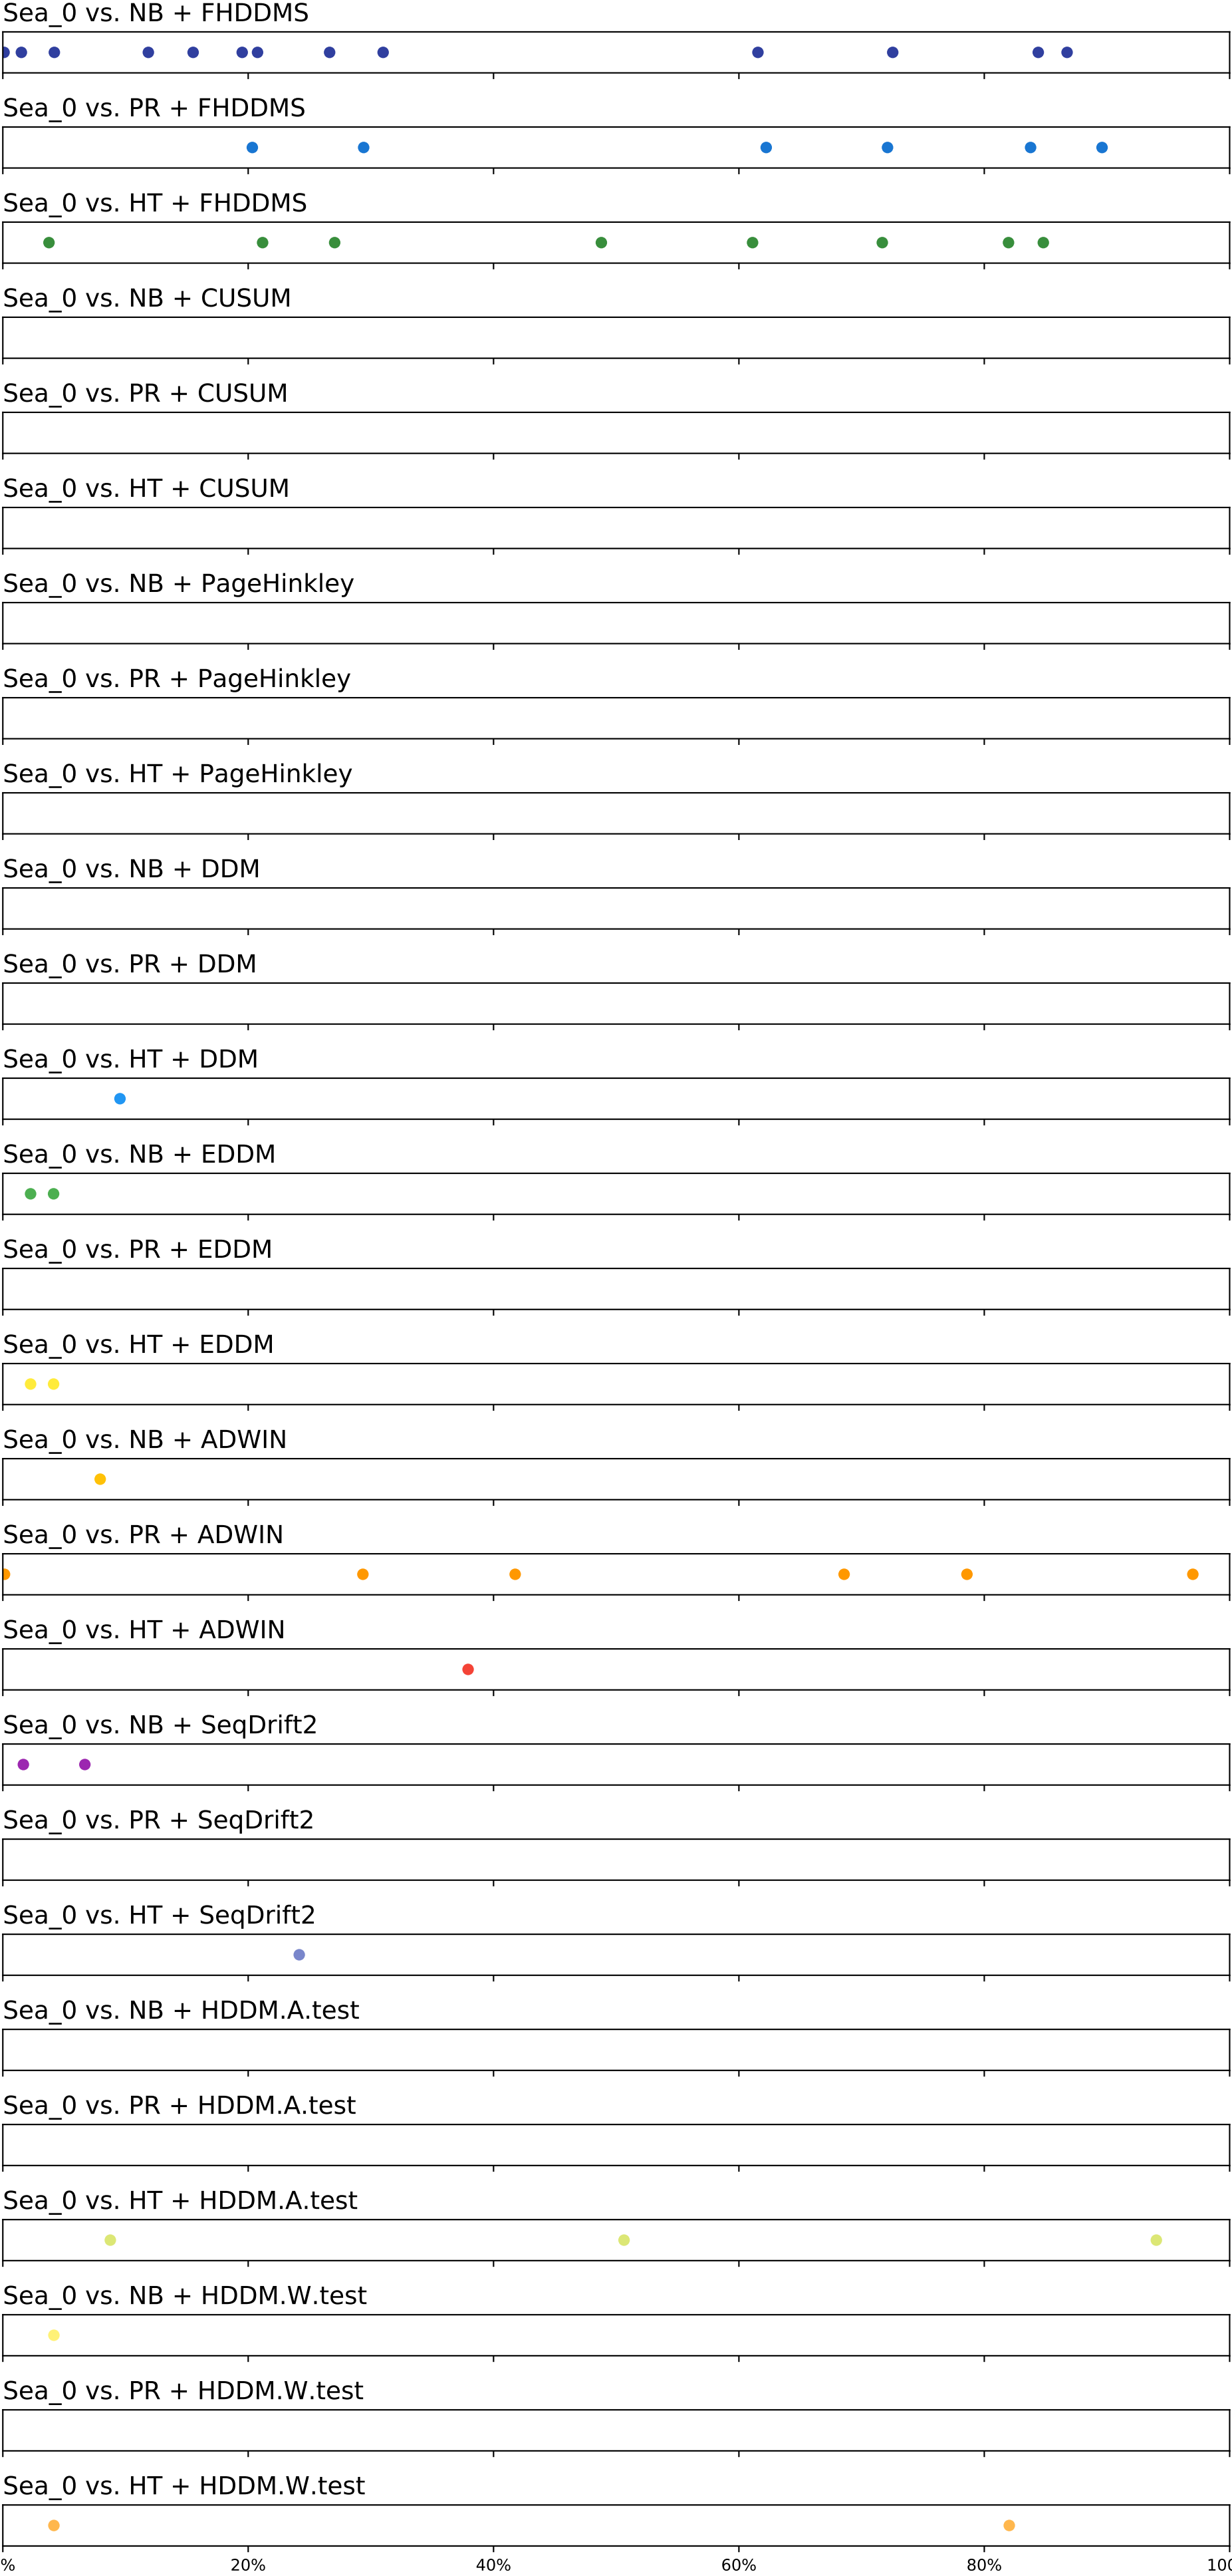 Sea_0 vs. NB + FHDDMS
Sea_0 vs. PR + FHDDMS
Sea_0 vs. HT + FHDDMS
Sea_0 vs. NB + CUSUM
Sea_0 vs. PR + CUSUM
Sea_0 vs. HT + CUSUM
Sea_0 vs. NB + PageHinkley
Sea_0 vs. PR + PageHinkley
Sea_0 vs. HT + PageHinkley
Sea_0 vs. NB + DDM
Sea_0 vs. PR + DDM
Sea_0 vs. HT + DDM
Sea_0 vs. NB + EDDM
Sea_0 vs. PR + EDDM
Sea_0 vs. HT + EDDM
Sea_0 vs. NB + ADWIN
Sea_0 vs. PR + ADWIN
Sea_0 vs. HT + ADWIN
Sea_0 vs. NB + SeqDrift2
Sea_0 vs. PR + SeqDrift2
Sea_0 vs. HT + SeqDrift2
Sea_0 vs. NB + HDDM.A.test
Sea_0 vs. PR + HDDM.A.test
Sea_0 vs. HT + HDDM.A.test
Sea_0 vs. NB + HDDM.W.test
Sea_0 vs. PR + HDDM.W.test
Sea_0 vs. HT + HDDM.W.test
% 20% 40% 60% 80% 100